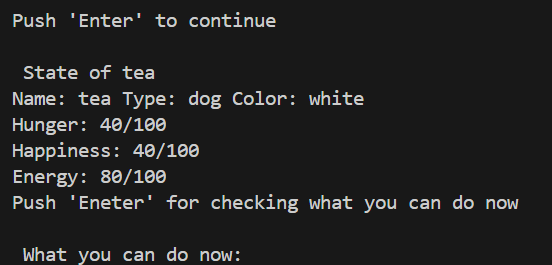 Push 'Enter' to continue
State of tea
Name: tea Type: dog Color: white
Hunger: 40/100
Happiness: 40/100
Energy: 80/100
Push 'Eneter' for checking what you can do now
What you can do now: